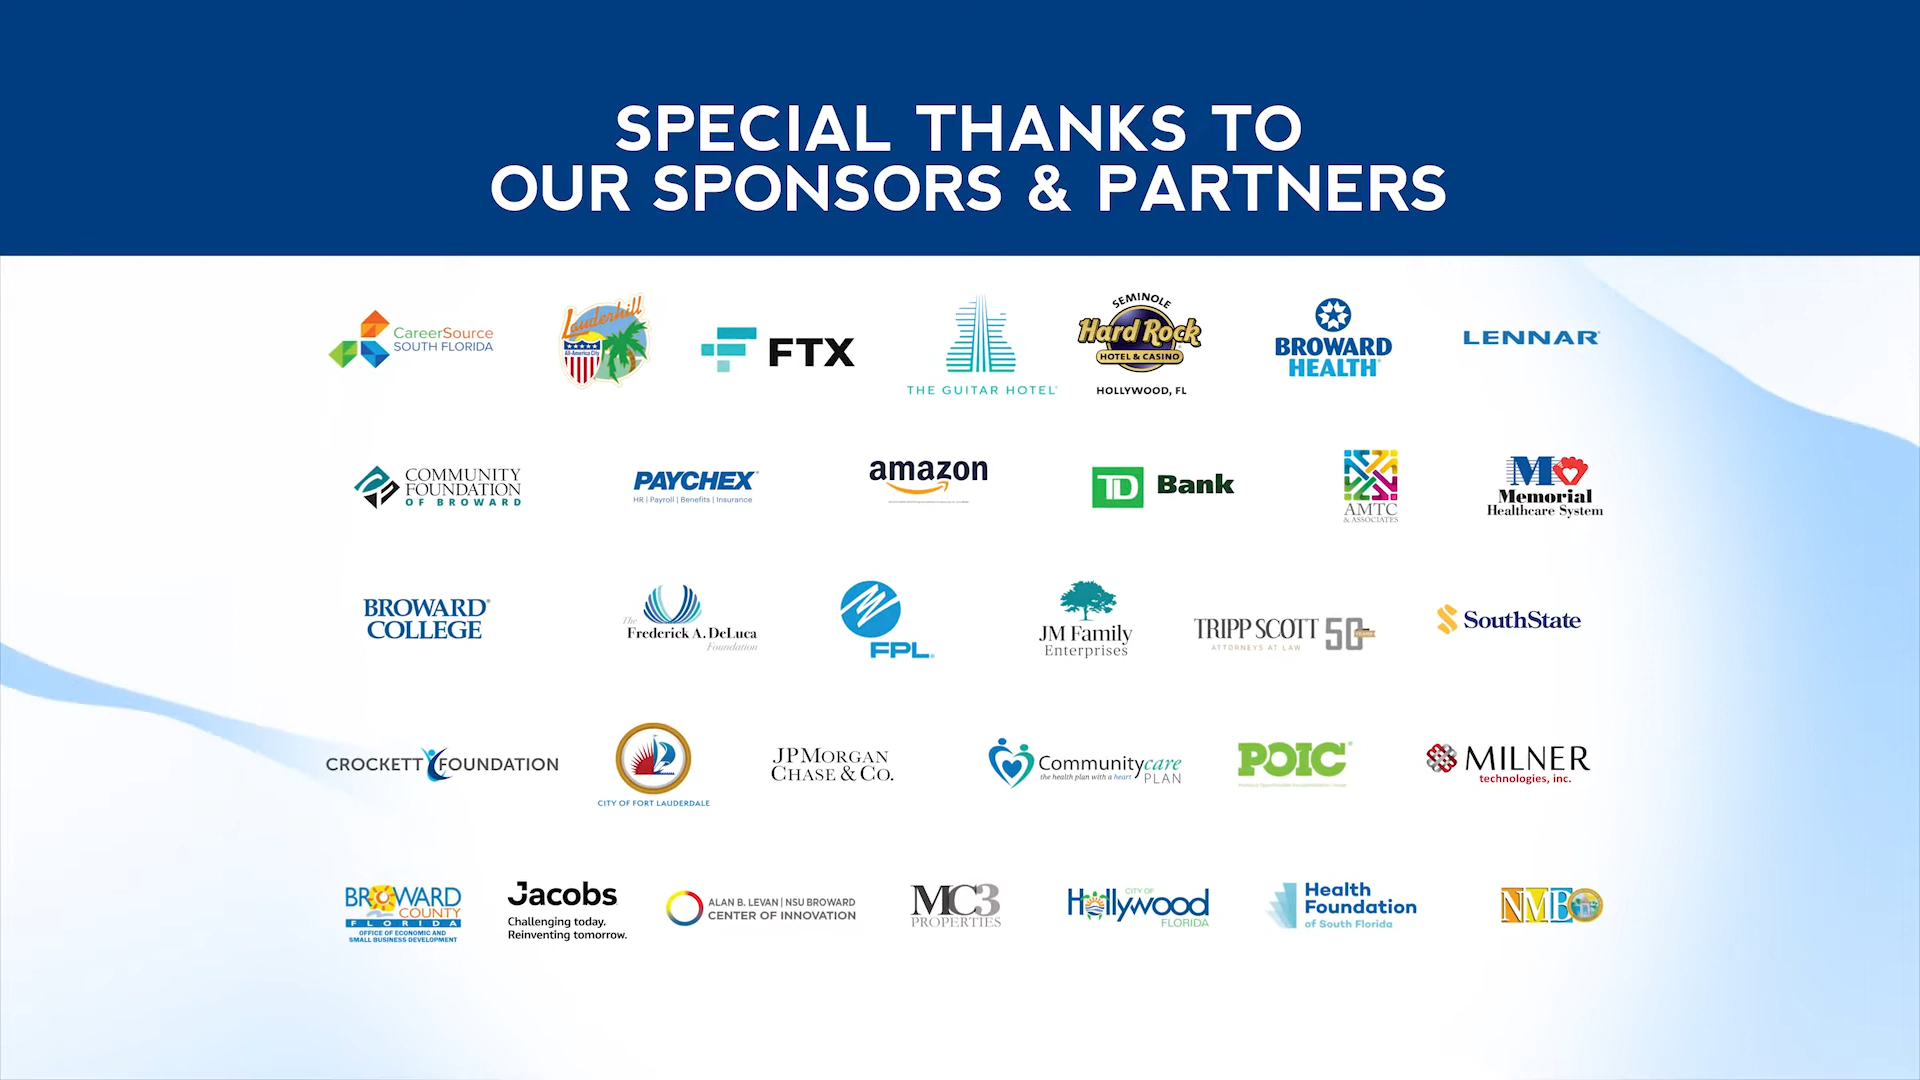 SPECIAL THANKS TO
OUR SPONSORS & PARTNERS
CareerSource
SOUTH FLORIDA
Lauderhill
All-America City
FTX
THE GUITAR HOTEL®
SEMINOLE
Hard Rock
HOTEL & CASINO
HOLLYWOOD, FL
BROWARD
HEALTH®
LENNAR®
COMMUNITY
FOUNDATION
OF BROWARD
PAYCHEX®
HR | Payroll | Benefits | Insurance
amazon
TD Bank
AMTC
& ASSOCIATES
M
Memorial
Healthcare System
BROWARD®
COLLEGE
The
Frederick A. DeLuca
Foundation
FPL®
JM Family
Enterprises
TRIPP SCOTT 50
ATTORNEYS AT LAW
SouthState
CROCKETT FOUNDATION
CITY OF FORT LAUDERDALE
JPMORGAN
CHASE & CO.
Communitycare
the health plan with a heart PLAN
POIC®
MILNER
technologies, inc.
BROWARD
COUNTY
FLORIDA
OFFICE OF ECONOMIC AND
SMALL BUSINESS DEVELOPMENT
Jacobs
Challenging today.
Reinventing tomorrow.
ALAN B. LEVAN | NSU BROWARD
CENTER OF INNOVATION
MC3
PROPERTIES
CITY OF
Hollywood
FLORIDA
Health
Foundation
of South Florida
NMB